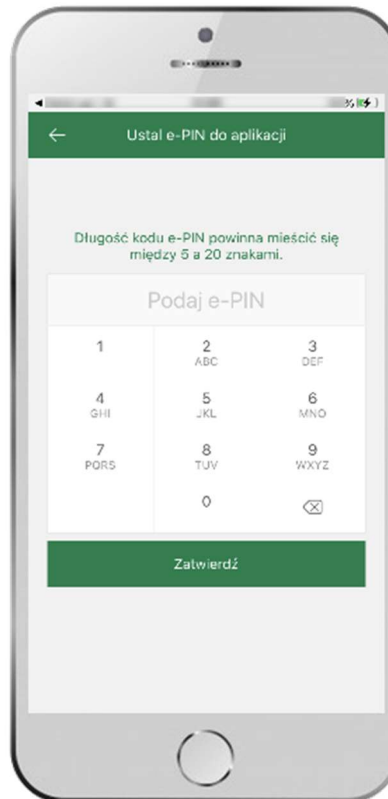 Ustal e-PIN do aplikacji
Długość kodu e-PIN powinna mieścić się
między 5 a 20 znakami.
Podaj e-PIN
1 2 3
ABC DEF
4 5 6
GHI JKL MNO
7 8 9
PQRS TUV WXYZ
0
Zatwierdź